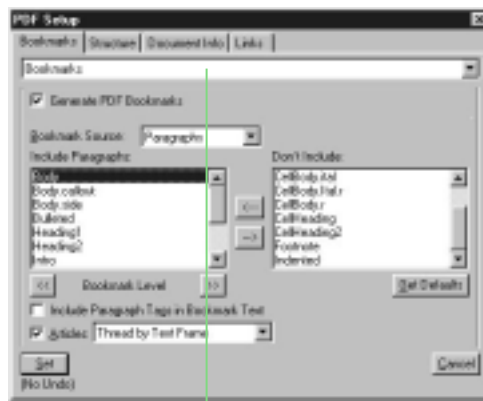 PDF Setup
Bookmarks Structure Document Info Links
Bookmarks
Generate PDF Bookmarks
Bookmark Source: Paragraphs
Include Paragraphs: Don't Include:
Body CellBody.ital
Body.callout CellBody.Ital.r
Body.side CellBody.r
Bulleted CellHeading
Heading1 CellHeading2
Heading2 Footnote
Intro Indented
<-- 
-->
<< Bookmark Level >> Get Defaults
Include Paragraph Tags in Bookmark Text
Articles: Thread by Text Frame
Set Cancel
(No Undo)